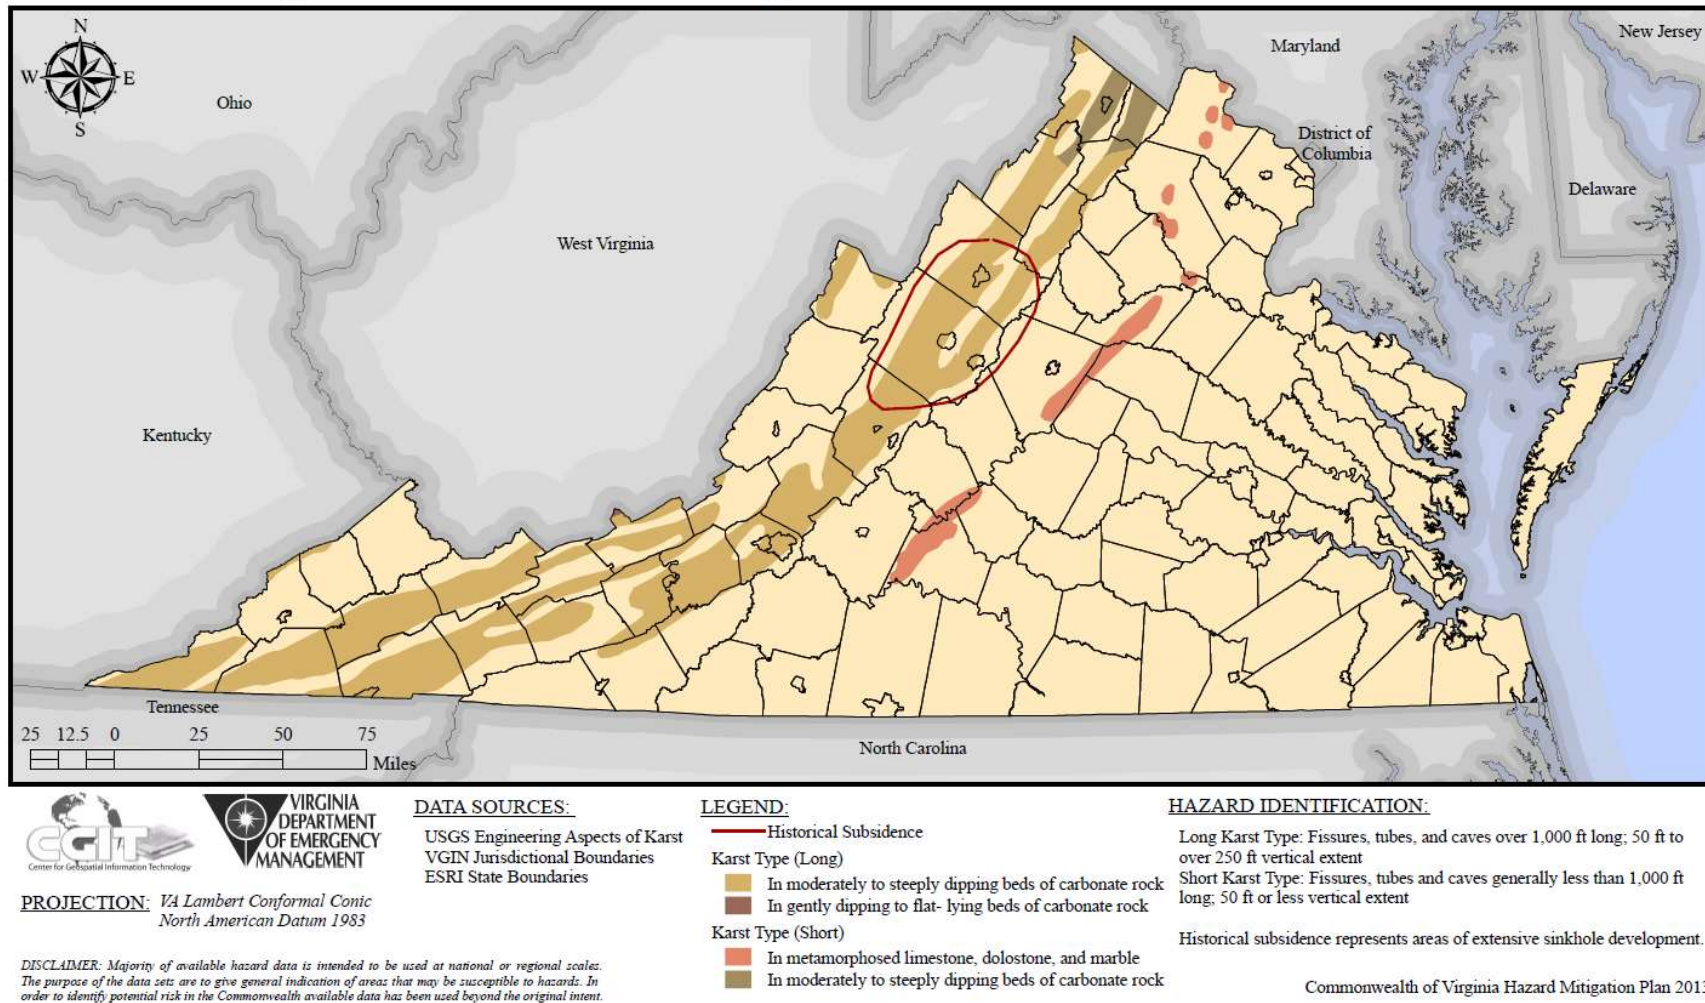 N
W
E
S
Ohio
Maryland
New Jersey
District of
Columbia
Delaware
West Virginia
Kentucky
Tennessee
North Carolina
25 12.5 0 25 50 75
Miles
CGIT
Center for Geospatial Information Technology
VIRGINIA
DEPARTMENT
OF EMERGENCY
MANAGEMENT
PROJECTION: VA Lambert Conformal Conic
North American Datum 1983
DISCLAIMER: Majority of available hazard data is intended to be used at national or regional scales.
The purpose of the data sets are to give general indication of areas that may be susceptible to hazards. In
order to identify potential risk in the Commonwealth available data has been used beyond the original intent.
DATA SOURCES:
USGS Engineering Aspects of Karst
VGIN Jurisdictional Boundaries
ESRI State Boundaries
LEGEND:
Historical Subsidence
Karst Type (Long)
In moderately to steeply dipping beds of carbonate rock
In gently dipping to flat- lying beds of carbonate rock
Karst Type (Short)
In metamorphosed limestone, dolostone, and marble
In moderately to steeply dipping beds of carbonate rock
HAZARD IDENTIFICATION:
Long Karst Type: Fissures, tubes, and caves over 1,000 ft long; 50 ft to
over 250 ft vertical extent
Short Karst Type: Fissures, tubes and caves generally less than 1,000 ft
long; 50 ft or less vertical extent
Historical subsidence represents areas of extensive sinkhole development.
Commonwealth of Virginia Hazard Mitigation Plan